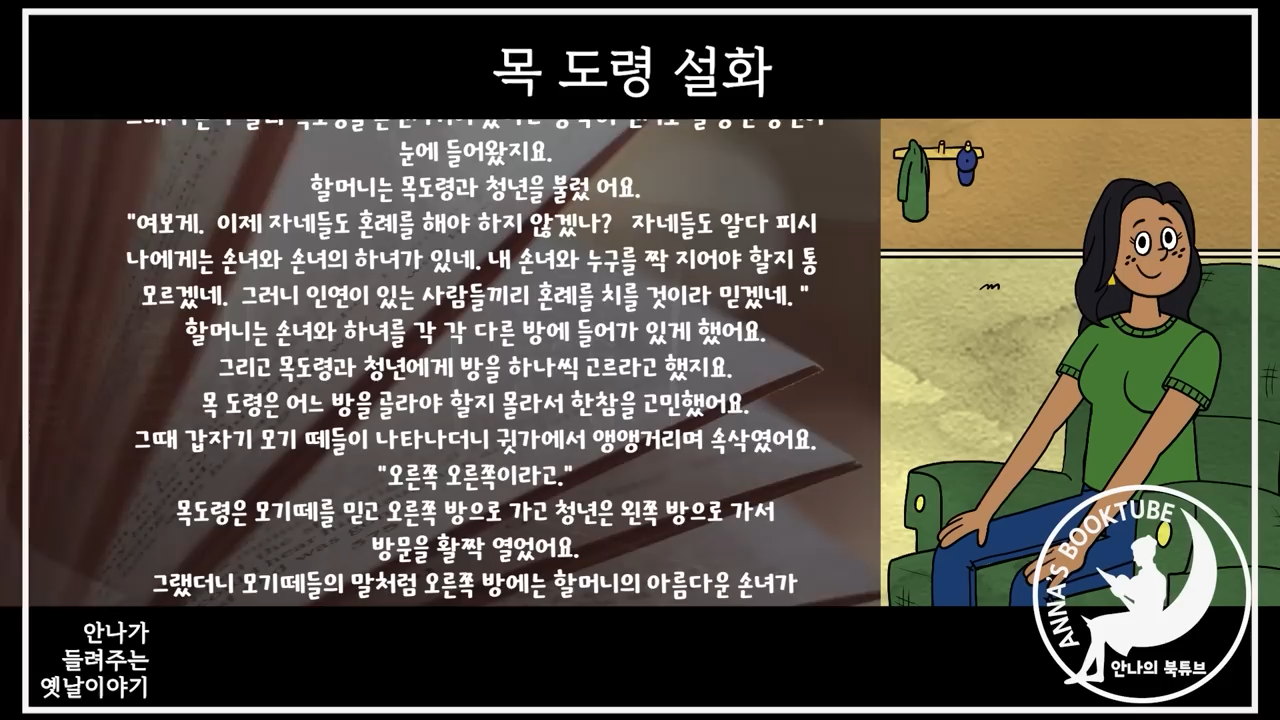 목 도령 설화
눈에 들어왔지요.
할머니는 목도령과 청년을 불렀 어요.
"여보게. 이제 자네들도 혼례를 해야 하지 않겠나? 자네들도 알다 피시
나에게는 손녀와 손녀의 하녀가 있네. 내 손녀와 누구를 짝 지어야 할지 통
모르겠네. 그러니 인연이 있는 사람들끼리 혼례를 치를 것이라 믿겠네. "
할머니는 손녀와 하녀를 각 각 다른 방에 들어가 있게 했어요.
그리고 목도령과 청년에게 방을 하나씩 고르라고 했지요.
목 도령은 어느 방을 골라야 할지 몰라서 한참을 고민했어요.
그때 갑자기 모기 떼들이 나타나더니 귓가에서 앵앵거리며 속삭였어요.
"오른쪽 오른쪽이라고."
목도령은 모기떼를 믿고 오른쪽 방으로 가고 청년은 왼쪽 방으로 가서
방문을 활짝 열었어요.
그랬더니 모기떼들의 말처럼 오른쪽 방에는 할머니의 아름다운 손녀가
안나가
들려주는
옛날이야기
ANNA'S BOOKTUBE
안나의 북튜브